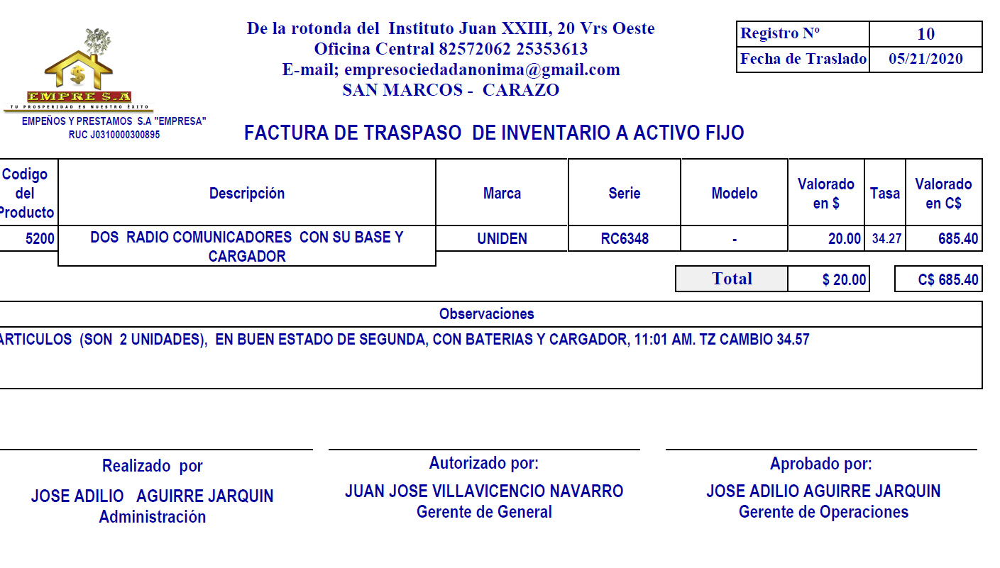 De la rotonda del Instituto Juan XXIII, 20 Vrs Oeste
Oficina Central 82572062 25353613
E-mail; empresociedadanonima@gmail.com
SAN MARCOS - CARAZO
Registro Nº 10
Fecha de Traslado 05/21/2020
$
EMPRE $.A
TU PROSPERIDAD ES NUESTRO ÉXITO
EMPEÑOS Y PRESTAMOS S.A "EMPRESA"
RUC J0310000300895
FACTURA DE TRASPASO DE INVENTARIO A ACTIVO FIJO
Codigo del Producto Descripción Marca Serie Modelo Valorado en $ Tasa Valorado en C$
5200 DOS RADIO COMUNICADORES CON SU BASE Y UNIDEN RC6348 - 20.00 34.27 685.40
CARGADOR
Total $ 20.00 C$ 685.40
Observaciones
ARTICULOS (SON 2 UNIDADES), EN BUEN ESTADO DE SEGUNDA, CON BATERIAS Y CARGADOR, 11:01 AM. TZ CAMBIO 34.57
Realizado por Autorizado por: Aprobado por:
JOSE ADILIO AGUIRRE JARQUIN JUAN JOSE VILLAVICENCIO NAVARRO JOSE ADILIO AGUIRRE JARQUIN
Administración Gerente de General Gerente de Operaciones